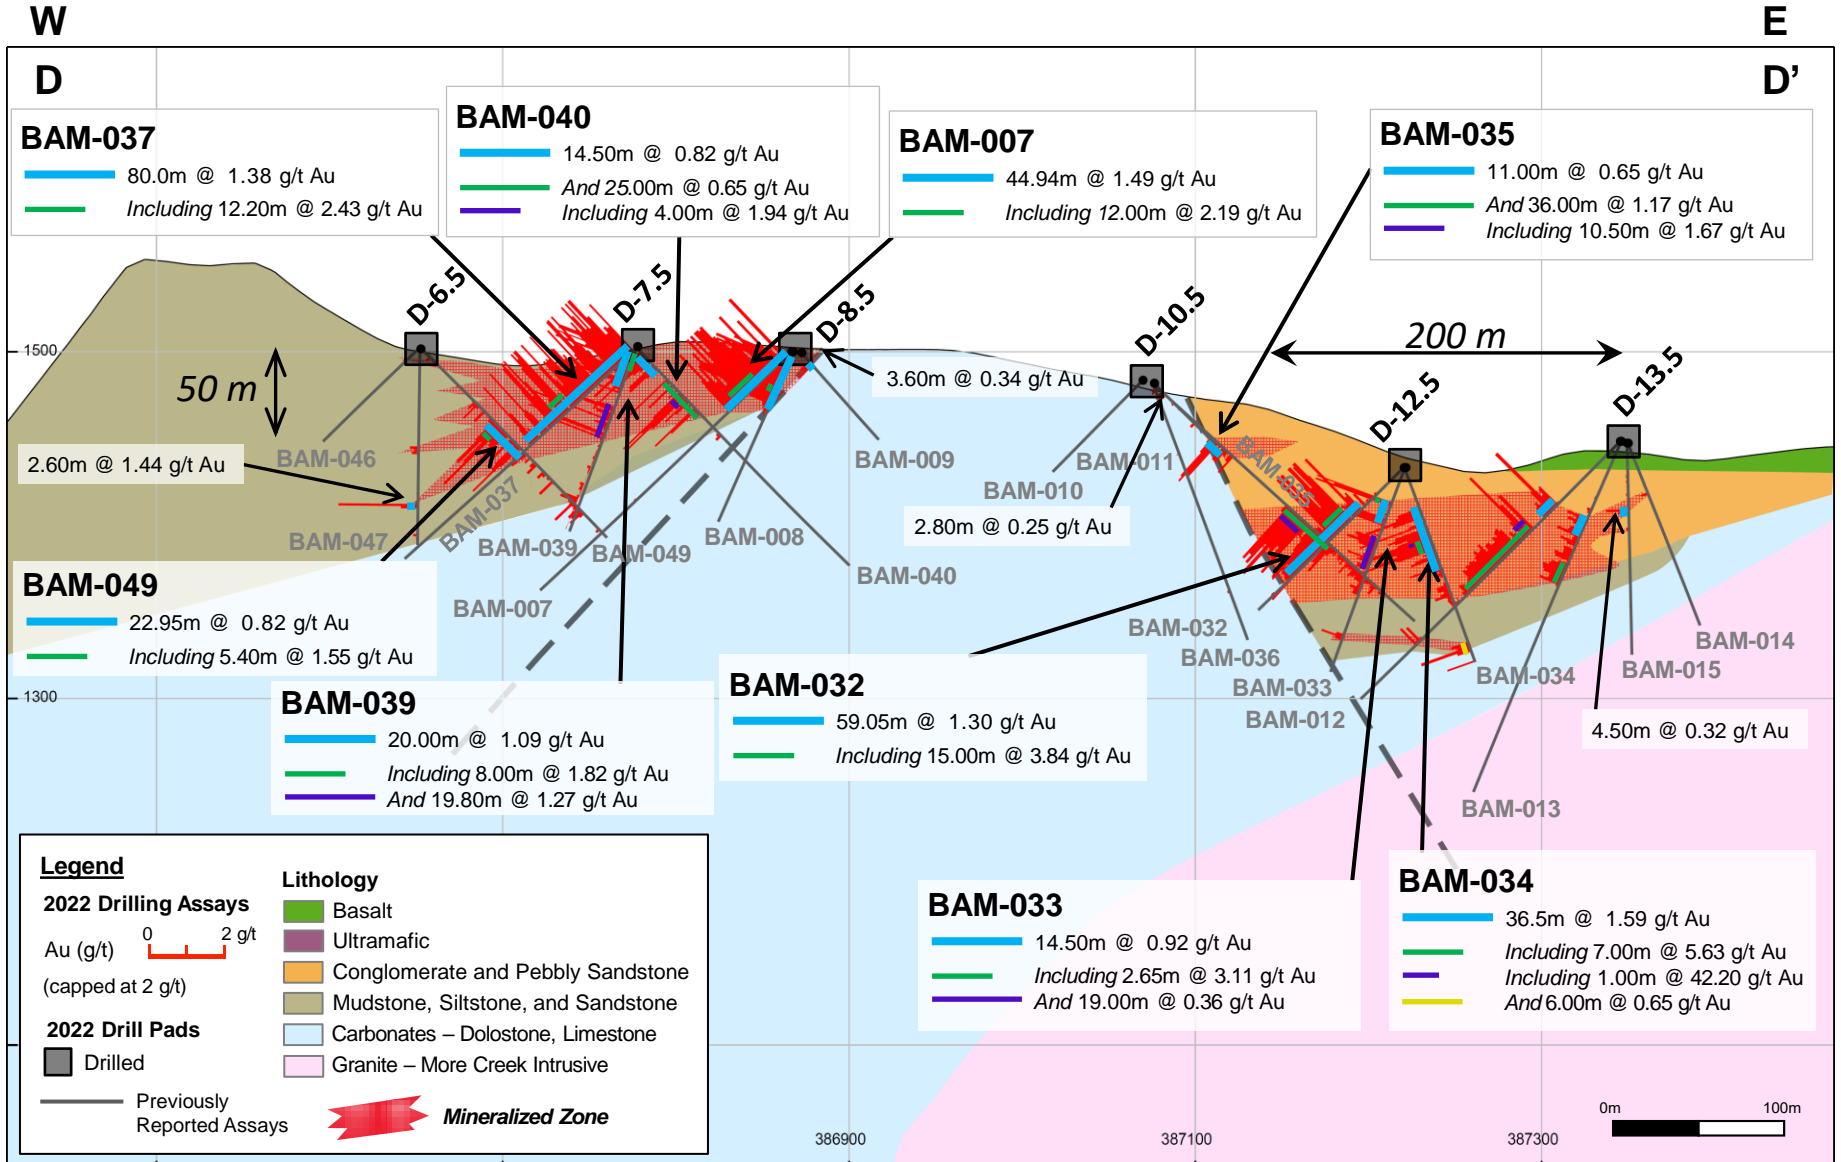 W
E
D
D’
BAM-037
80.0m @ 1.38 g/t Au
Including 12.20m @ 2.43 g/t Au
BAM-040
14.50m @ 0.82 g/t Au
And 25.00m @ 0.65 g/t Au
Including 4.00m @ 1.94 g/t Au
BAM-007
44.94m @ 1.49 g/t Au
Including 12.00m @ 2.19 g/t Au
BAM-035
11.00m @ 0.65 g/t Au
And 36.00m @ 1.17 g/t Au
Including 10.50m @ 1.67 g/t Au
D-6.5
D-7.5
D-8.5
D-10.5
D-12.5
D-13.5
1500
50 m
200 m
3.60m @ 0.34 g/t Au
2.60m @ 1.44 g/t Au
2.80m @ 0.25 g/t Au
BAM-046
BAM-047
BAM-037
BAM-039
BAM-049
BAM-008
BAM-009
BAM-040
BAM-007
BAM-010
BAM-011
BAM-035
BAM-032
BAM-036
BAM-033
BAM-012
BAM-034
BAM-015
BAM-014
BAM-013
BAM-049
22.95m @ 0.82 g/t Au
Including 5.40m @ 1.55 g/t Au
1300
BAM-039
20.00m @ 1.09 g/t Au
Including 8.00m @ 1.82 g/t Au
And 19.80m @ 1.27 g/t Au
BAM-032
59.05m @ 1.30 g/t Au
Including 15.00m @ 3.84 g/t Au
4.50m @ 0.32 g/t Au
BAM-033
14.50m @ 0.92 g/t Au
Including 2.65m @ 3.11 g/t Au
And 19.00m @ 0.36 g/t Au
BAM-034
36.5m @ 1.59 g/t Au
Including 7.00m @ 5.63 g/t Au
Including 1.00m @ 42.20 g/t Au
And 6.00m @ 0.65 g/t Au
Legend
2022 Drilling Assays
Au (g/t)
0
2 g/t
(capped at 2 g/t)
2022 Drill Pads
Drilled
Previously
Reported Assays
Lithology
Basalt
Ultramafic
Conglomerate and Pebbly Sandstone
Mudstone, Siltstone, and Sandstone
Carbonates – Dolostone, Limestone
Granite – More Creek Intrusive
Mineralized Zone
0m
100m
386900
387100
387300